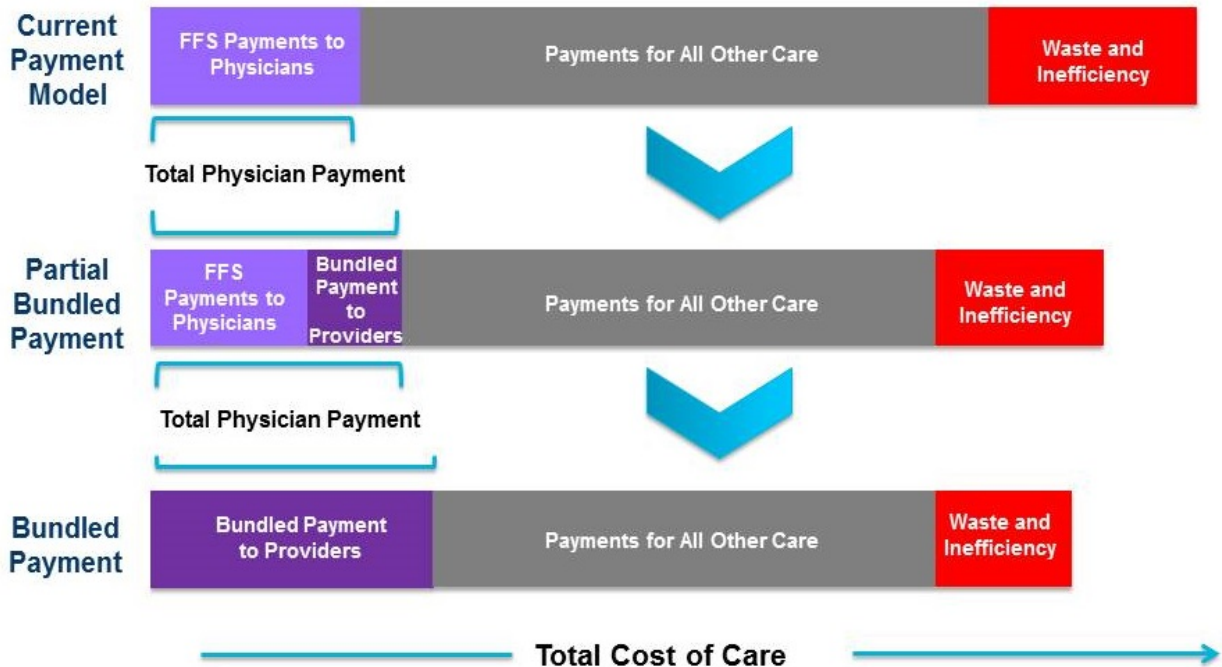 Current
Payment
Model
FFS Payments to
Physicians
Payments for All Other Care
Waste and
Inefficiency
Total Physician Payment
Partial
Bundled
Payment
FFS
Payments to
Physicians
Bundled
Payment
to
Providers
Payments for All Other Care
Waste and
Inefficiency
Total Physician Payment
Bundled
Payment
Bundled Payment
to Providers
Payments for All Other Care
Waste and
Inefficiency
Total Cost of Care